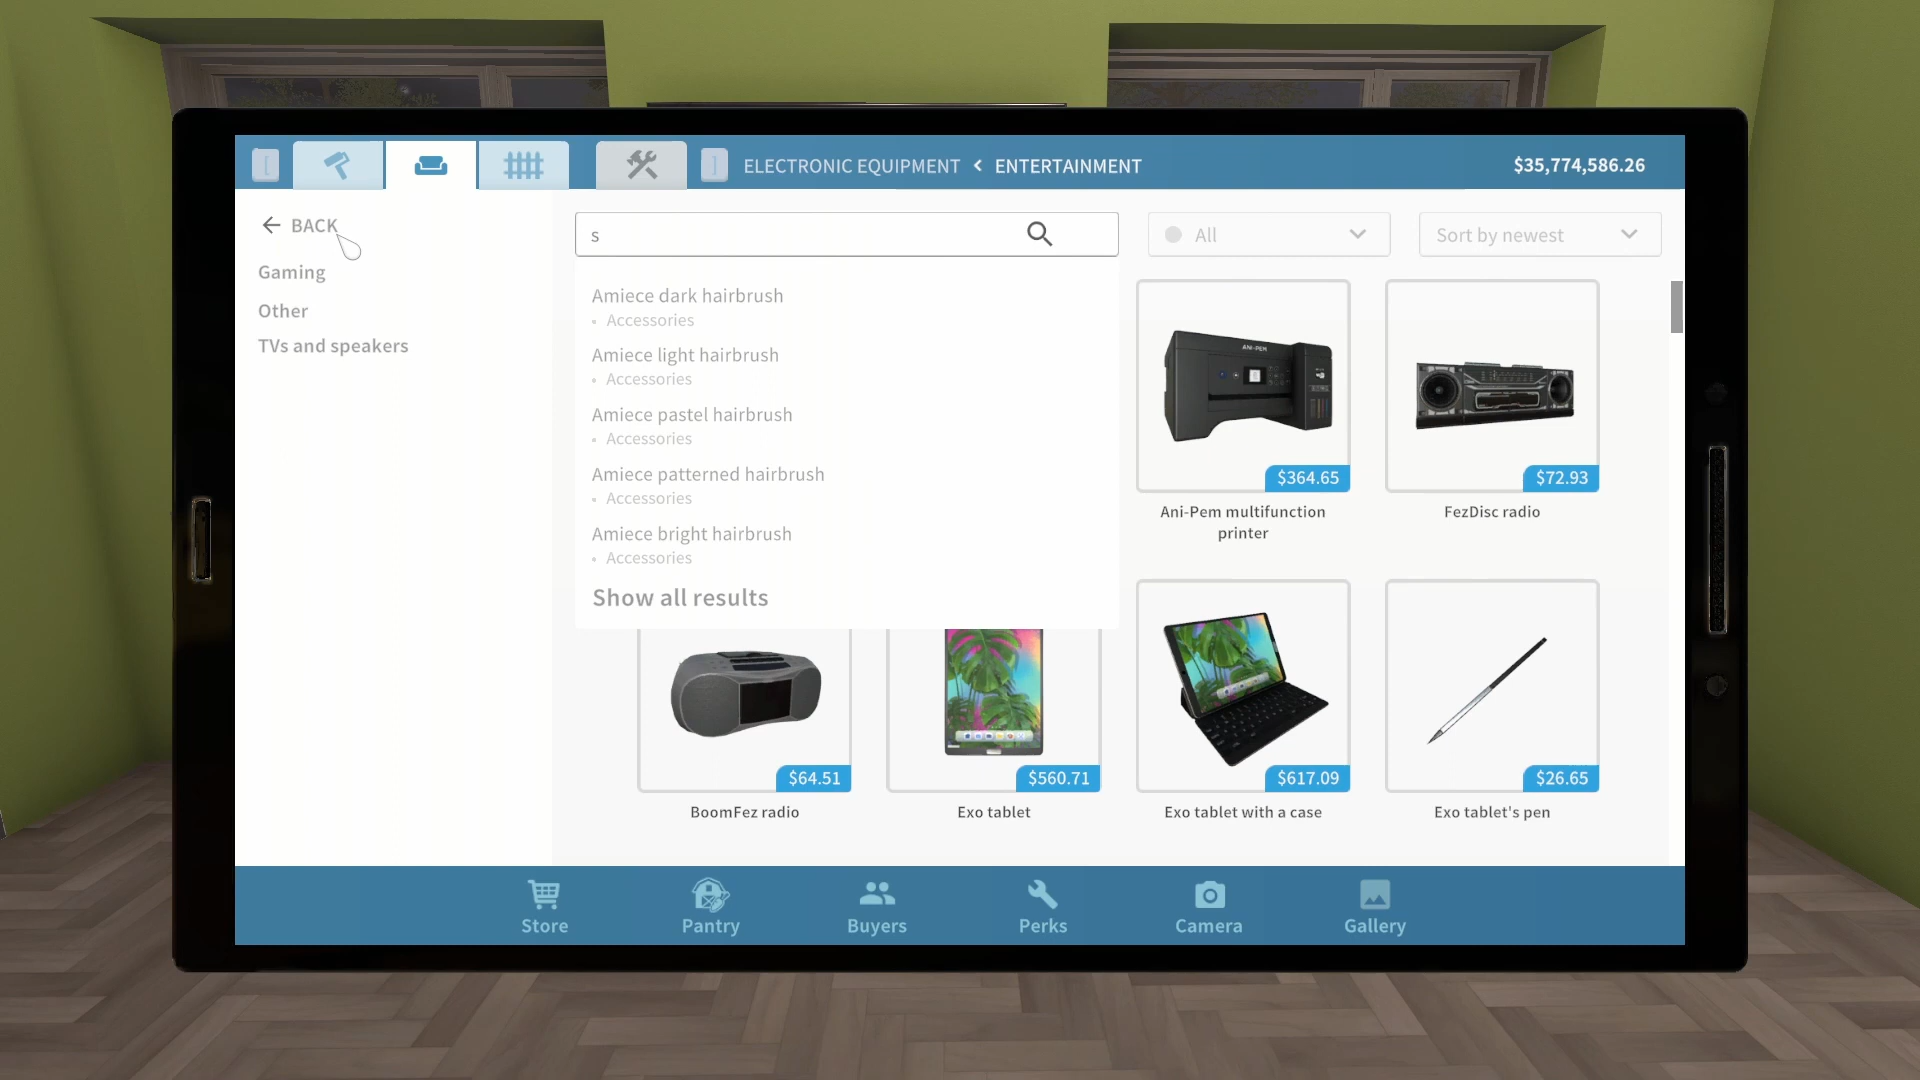 [
]
ELECTRONIC EQUIPMENT < ENTERTAINMENT
$35,774,586.26
← BACK
Gaming
Other
TVs and speakers
s
All
Sort by newest
Amiece dark hairbrush
• Accessories
Amiece light hairbrush
• Accessories
Amiece pastel hairbrush
• Accessories
Amiece patterned hairbrush
• Accessories
Amiece bright hairbrush
• Accessories
Show all results
ANI-PEM
$364.65
Ani-Pem multifunction
printer
$72.93
FezDisc radio
$64.51
BoomFez radio
$560.71
Exo tablet
$617.09
Exo tablet with a case
$26.65
Exo tablet's pen
Store
Pantry
Buyers
Perks
Camera
Gallery